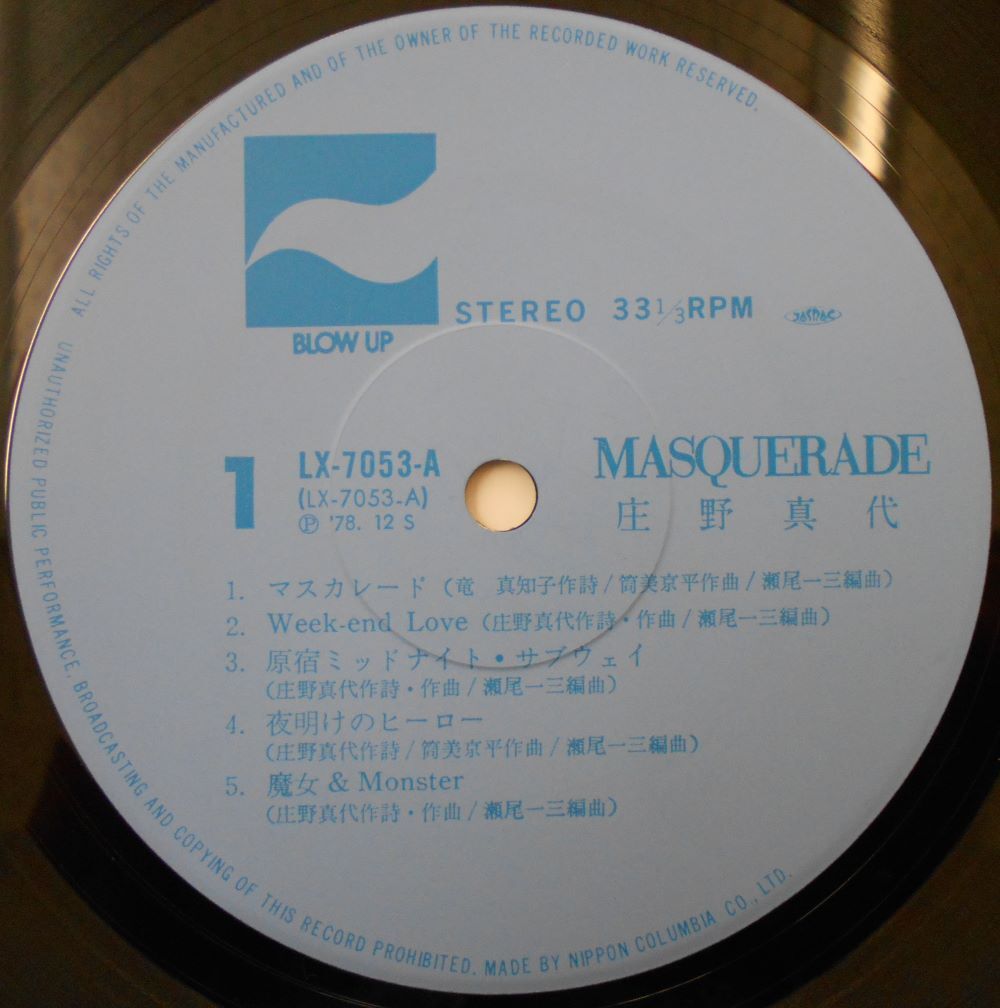 ALL RIGHTS OF THE MANUFACTURED AND OF THE OWNER OF THE RECORDED WORK RESERVED.
UNAUTHORIZED PUBLIC PERFORMANCE, BROADCASTING AND COPYING OF THIS RECORD PROHIBITED. MADE BY NIPPON COLUMBIA CO., LTD.
BLOW UP
STEREO 33 1/3 RPM
JASRAC
1
LX-7053-A
(LX-7053-A)
Ⓟ '78. 12 S
MASQUERADE
庄野真代
1. マスカレード (竜 真知子作詩/筒美京平作曲/瀬尾一三編曲)
2. Week-end Love (庄野真代作詩・作曲/瀬尾一三編曲)
3. 原宿ミッドナイト・サブウェイ
(庄野真代作詩・作曲/瀬尾一三編曲)
4. 夜明けのヒーロー
(庄野真代作詩/筒美京平作曲/瀬尾一三編曲)
5. 魔女 & Monster
(庄野真代作詩・作曲/瀬尾一三編曲)